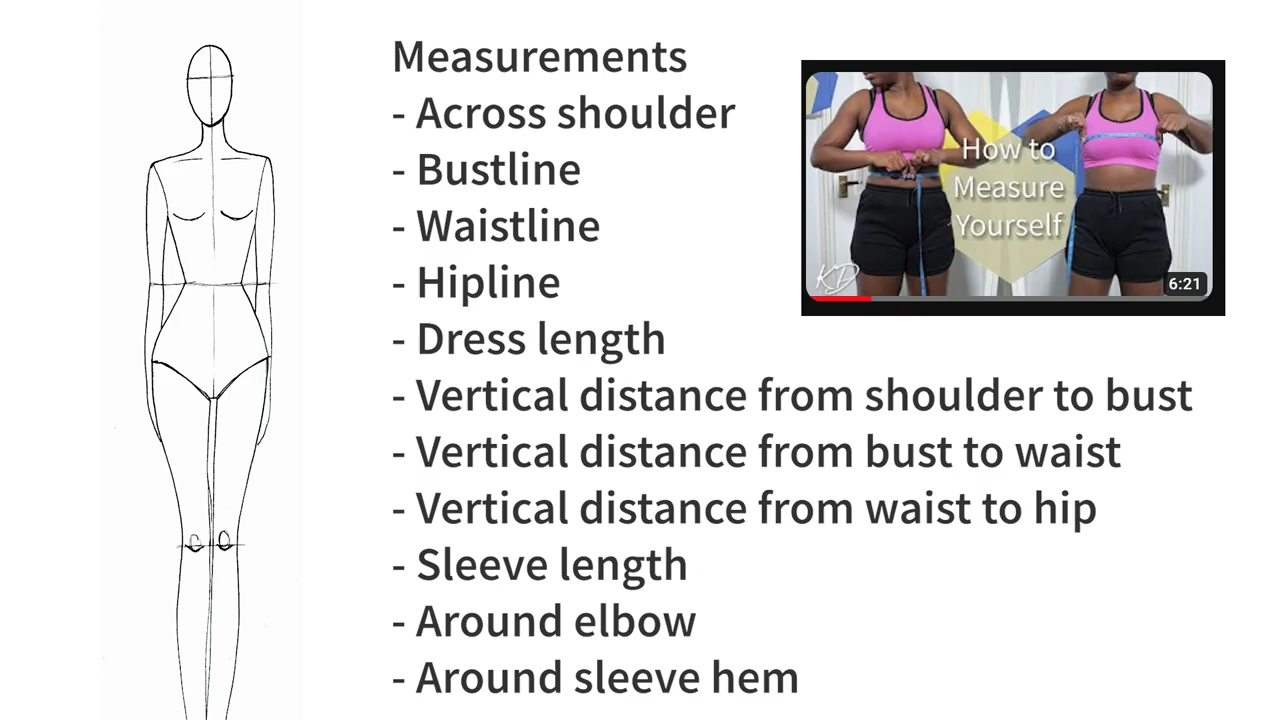 Measurements
- Across shoulder
- Bustline
- Waistline
- Hipline
- Dress length
- Vertical distance from shoulder to bust
- Vertical distance from bust to waist
- Vertical distance from waist to hip
- Sleeve length
- Around elbow
- Around sleeve hem
How to
Measure
Yourself
KD
6:21